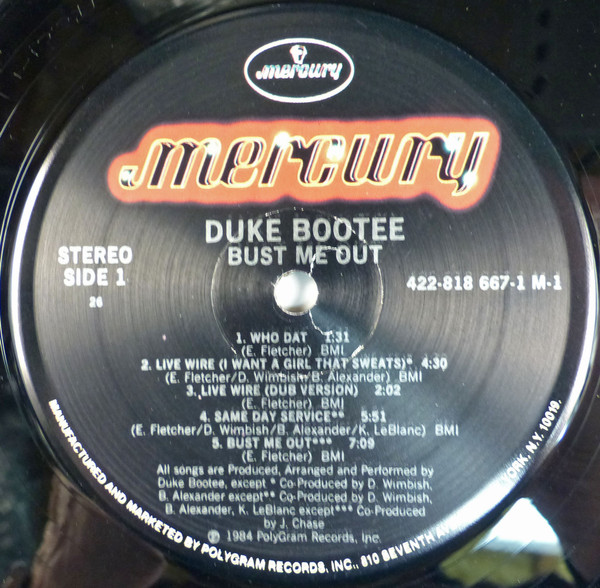 mercury
mercury
DUKE BOOTEE
BUST ME OUT
STEREO
SIDE 1
26
422-818 667-1 M-1
1. WHO DAT 1:31
(E. Fletcher) BMI
2. LIVE WIRE (I WANT A GIRL THAT SWEATS)* 4:30
(E. Fletcher/D. Wimbish/B. Alexander) BMI
3. LIVE WIRE (DUB VERSION) 2:02
(E. Fletcher) BMI
4. SAME DAY SERVICE** 5:51
(E. Fletcher/D. Wimbish/B. Alexander/K. LeBlanc) BMI
5. BUST ME OUT*** 7:09
(E. Fletcher) BMI
All songs are Produced, Arranged and Performed by
Duke Bootee, except * Co-Produced by D. Wimbish,
B. Alexander except** Co-Produced by D. Wimbish,
B. Alexander, K. LeBlanc except*** Co-Produced
by J. Chase
℗ 1984 PolyGram Records, Inc.
MANUFACTURED AND MARKETED BY POLYGRAM RECORDS, INC., 810 SEVENTH N.Y. 10019.